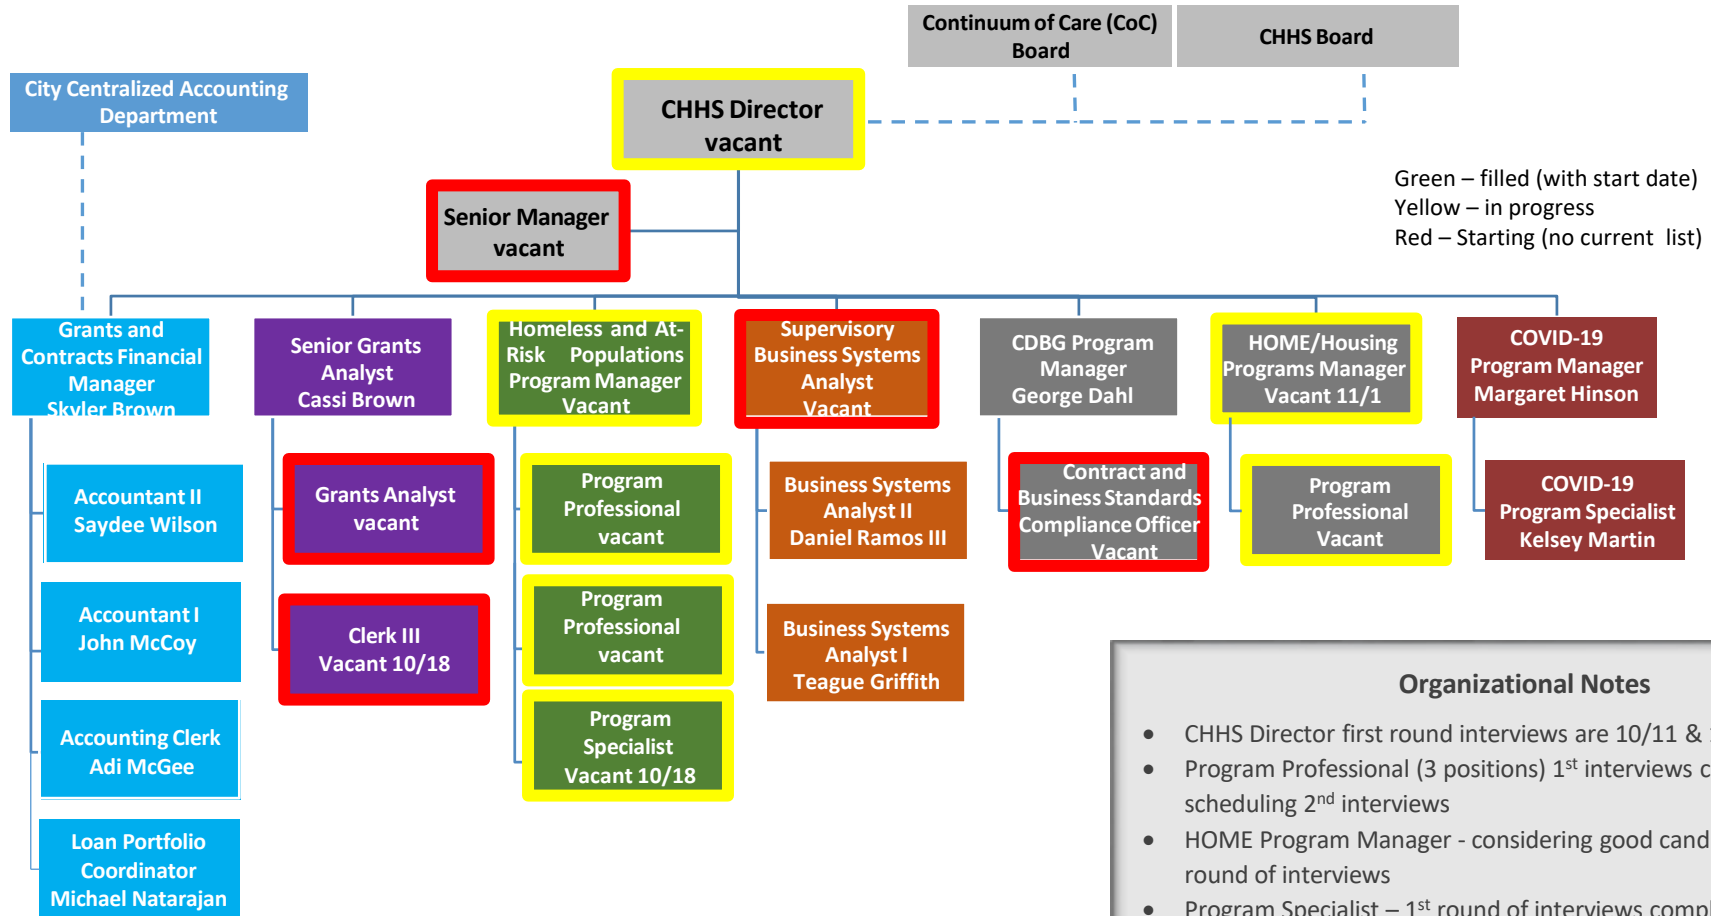 Continuum of Care (CoC)
Board
CHHS Board
City Centralized Accounting
Department
CHHS Director
vacant
Green – filled (with start date)
Yellow – in progress
Red – Starting (no current list)
Senior Manager
vacant
Grants and
Contracts Financial
Manager
Skyler Brown
Senior Grants
Analyst
Cassi Brown
Homeless and At-
Risk Populations
Program Manager
Vacant
Supervisory
Business Systems
Analyst
Vacant
CDBG Program
Manager
George Dahl
HOME/Housing
Programs Manager
Vacant 11/1
COVID-19
Program Manager
Margaret Hinson
Accountant II
Saydee Wilson
Grants Analyst
vacant
Program
Professional
vacant
Business Systems
Analyst II
Daniel Ramos III
Contract and
Business Standards
Compliance Officer
Vacant
Program
Professional
Vacant
COVID-19
Program Specialist
Kelsey Martin
Accountant I
John McCoy
Clerk III
Vacant 10/18
Program
Professional
vacant
Business Systems
Analyst I
Teague Griffith
Accounting Clerk
Adi McGee
Program
Specialist
Vacant 10/18
Loan Portfolio
Coordinator
Michael Natarajan
Organizational Notes
• CHHS Director first round interviews are 10/11 &
• Program Professional (3 positions) 1st interviews
scheduling 2nd interviews
• HOME Program Manager - considering good
round of interviews
• Program Specialist – 1st round of interviews